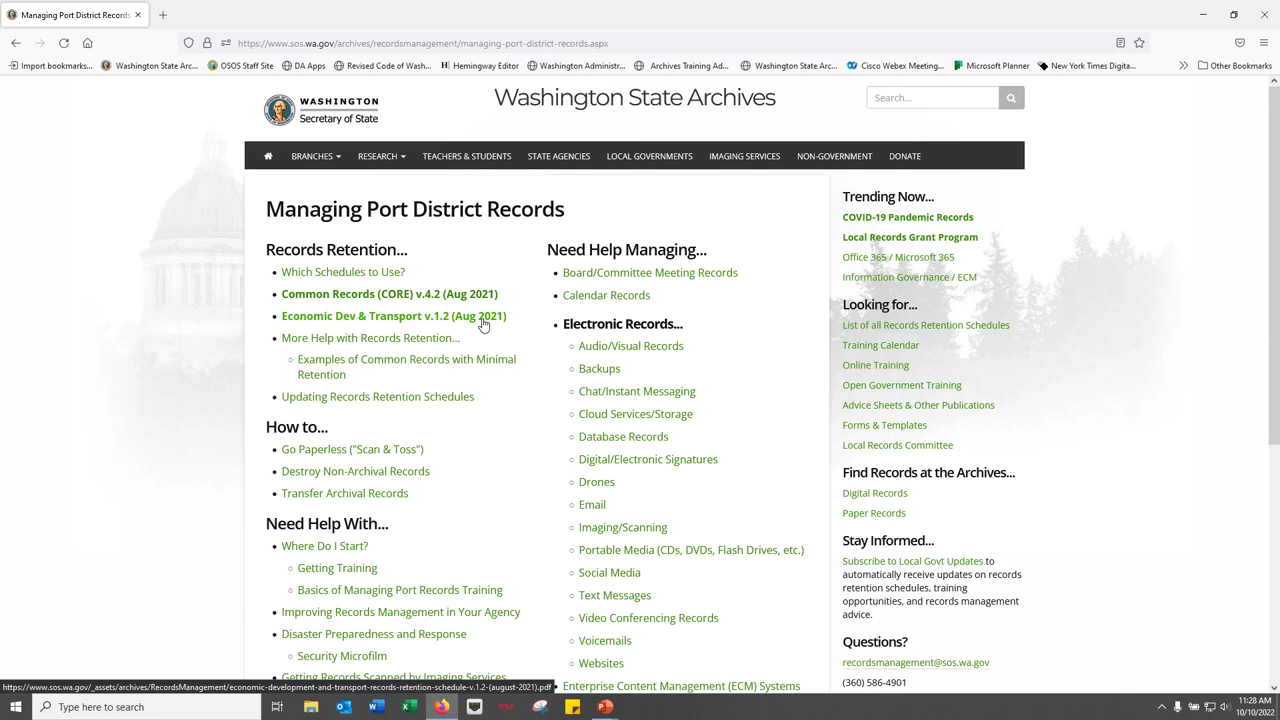 Managing Port District Records
https://www.sos.wa.gov/archives/recordsmanagement/managing-port-district-records.aspx
Import bookmarks... Washington State Arc... OSOS Staff Site DA Apps Revised Code of Wash... Hemingway Editor Washington Administr... Archives Training Ad... Washington State Arc... Cisco Webex Meeting... Microsoft Planner New York Times Digita... Other Bookmarks
WASHINGTON
Secretary of State
Washington State Archives
Search...
BRANCHES RESEARCH TEACHERS & STUDENTS STATE AGENCIES LOCAL GOVERNMENTS IMAGING SERVICES NON-GOVERNMENT DONATE
Managing Port District Records
Records Retention...
Which Schedules to Use?
Common Records (CORE) v.4.2 (Aug 2021)
Economic Dev & Transport v.1.2 (Aug 2021)
More Help with Records Retention...
Examples of Common Records with Minimal
Retention
Updating Records Retention Schedules
How to...
Go Paperless ("Scan & Toss")
Destroy Non-Archival Records
Transfer Archival Records
Need Help With...
Where Do I Start?
Getting Training
Basics of Managing Port Records Training
Improving Records Management in Your Agency
Disaster Preparedness and Response
Security Microfilm
Getting Records Scanned by Imaging Services
Need Help Managing...
Board/Committee Meeting Records
Calendar Records
Electronic Records...
Audio/Visual Records
Backups
Chat/Instant Messaging
Cloud Services/Storage
Database Records
Digital/Electronic Signatures
Drones
Email
Imaging/Scanning
Portable Media (CDs, DVDs, Flash Drives, etc.)
Social Media
Text Messages
Video Conferencing Records
Voicemails
Websites
Enterprise Content Management (ECM) Systems
Trending Now...
COVID-19 Pandemic Records
Local Records Grant Program
Office 365 / Microsoft 365
Information Governance / ECM
Looking for...
List of all Records Retention Schedules
Training Calendar
Online Training
Open Government Training
Advice Sheets & Other Publications
Forms & Templates
Local Records Committee
Find Records at the Archives...
Digital Records
Paper Records
Stay Informed...
Subscribe to Local Govt Updates to
automatically receive updates on records
retention schedules, training
opportunities, and records management
advice.
Questions?
recordsmanagement@sos.wa.gov
(360) 586-4901
https://www.sos.wa.gov/_assets/archives/RecordsManagement/economic-development-and-transport-records-retention-schedule-v.1.2-(august-2021).pdf
Type here to search
11:28 AM
10/10/2022